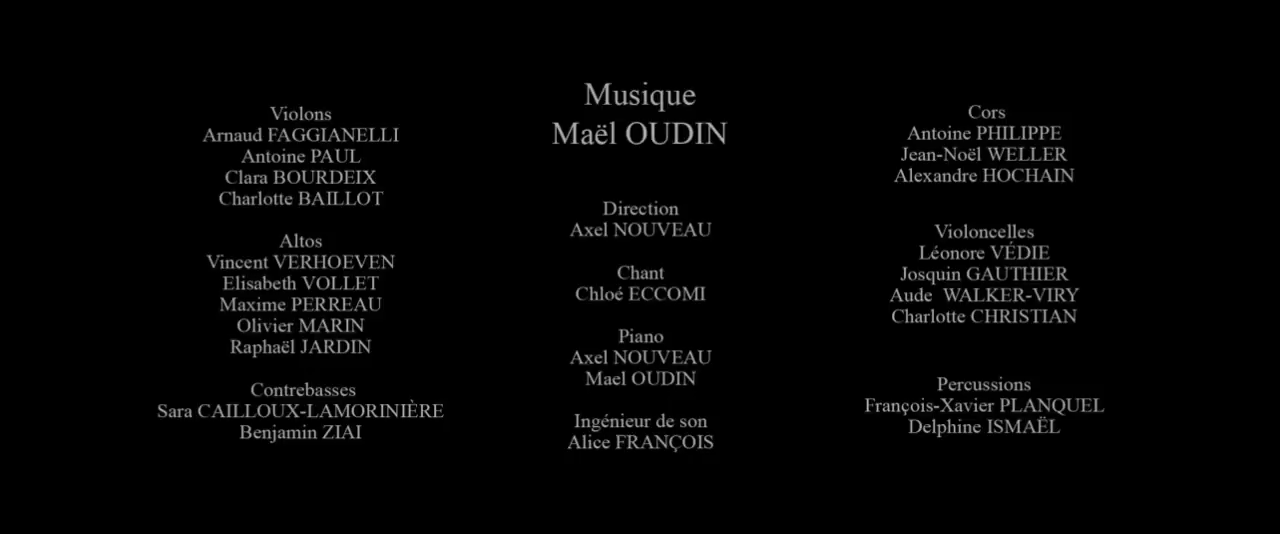 Violons
Arnaud FAGGIANELLI
Antoine PAUL
Clara BOURDEIX
Charlotte BAILLOT
Altos
Vincent VERHOEVEN
Elisabeth VOLLET
Maxime PERREAU
Olivier MARIN
Raphaël JARDIN
Contrebasses
Sara CAILLOUX-LAMORINIÈRE
Benjamin ZIAI
Musique
Maël OUDIN
Direction
Axel NOUVEAU
Chant
Chloé ECCOMI
Piano
Axel NOUVEAU
Mael OUDIN
Ingénieur de son
Alice FRANÇOIS
Cors
Antoine PHILIPPE
Jean-Noël WELLER
Alexandre HOCHAIN
Violoncelles
Léonore VÉDIE
Josquin GAUTHIER
Aude  WALKER-VIRY
Charlotte CHRISTIAN
Percussions
François-Xavier PLANQUEL
Delphine ISMAËL